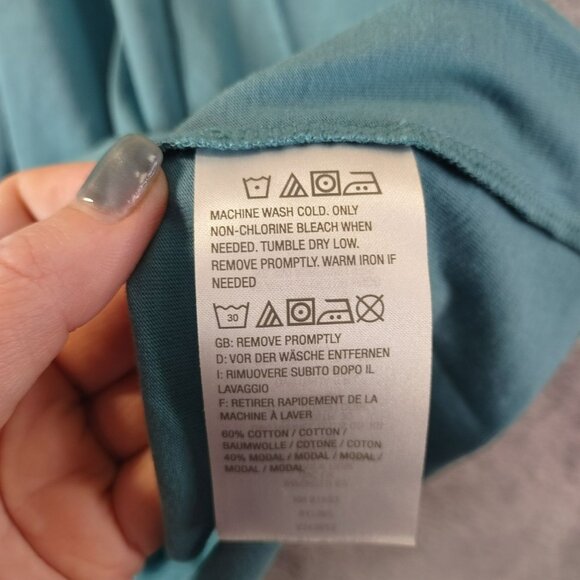 MACHINE WASH COLD. ONLY
NON-CHLORINE BLEACH WHEN
NEEDED. TUMBLE DRY LOW.
REMOVE PROMPTLY. WARM IRON IF
NEEDED
30
GB: REMOVE PROMPTLY
D: VOR DER WÄSCHE ENTFERNEN
I: RIMUOVERE SUBITO DOPO IL
LAVAGGIO
F: RETIRER RAPIDEMENT DE LA
MACHINE À LAVER
60% COTTON / COTTON /
BAUMWOLLE / COTONE / COTON
40% MODAL / MODAL / MODAL /
MODAL / MODAL